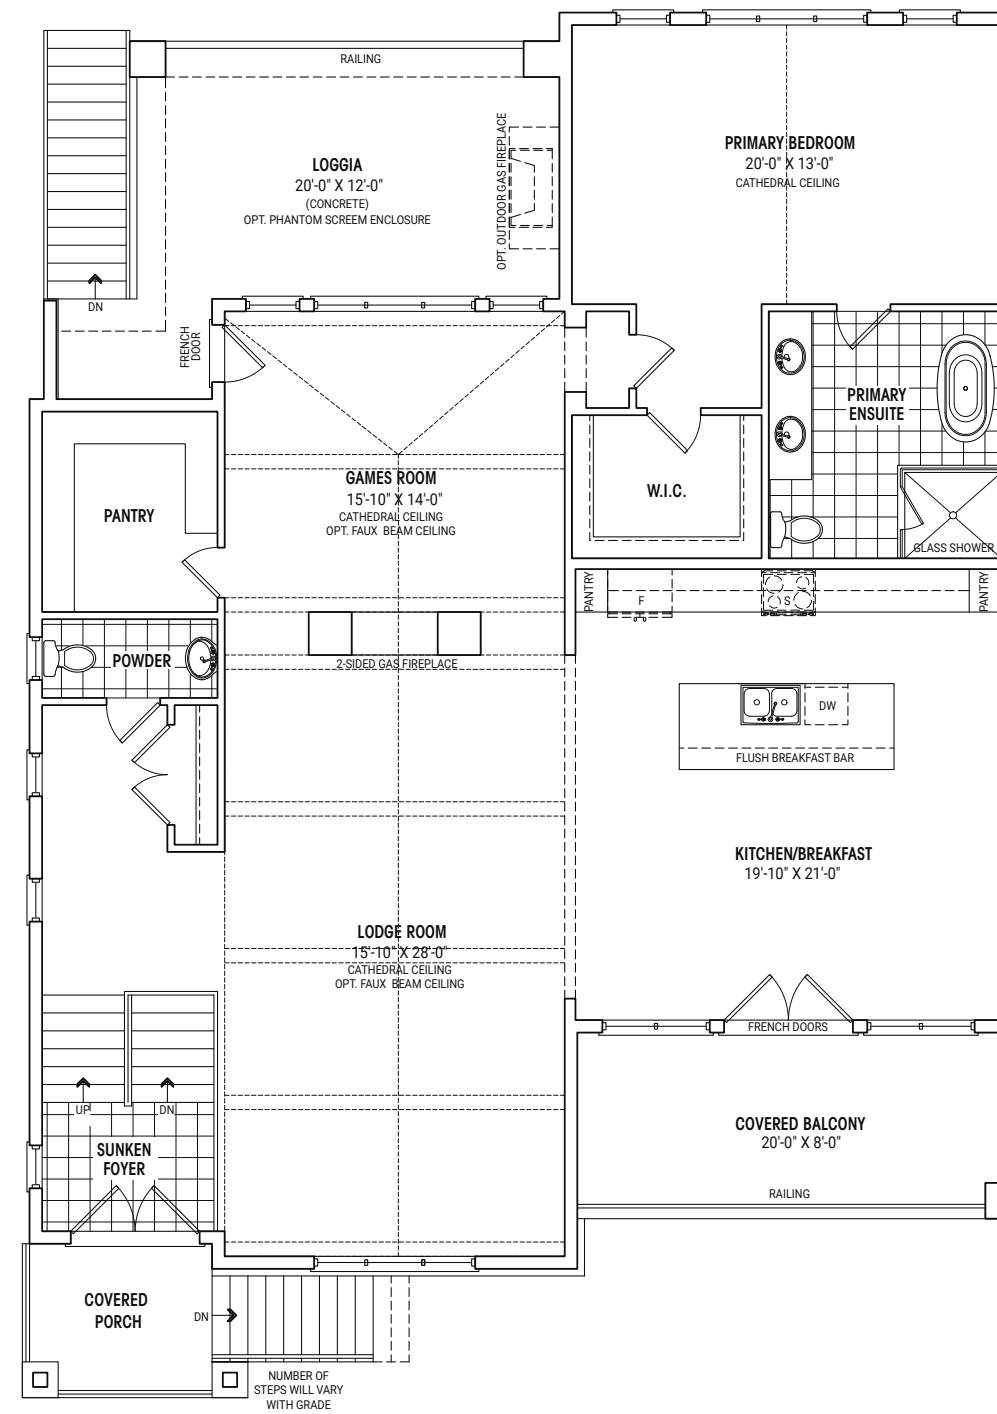 RAILING
LOGGIA
20'-0" X 12'-0"
(CONCRETE)
OPT. PHANTOM SCREEM ENCLOSURE
OPT. OUTDOOR GAS FIREPLACE
PRIMARY BEDROOM
20'-0" X 13'-0"
CATHEDRAL CEILING
DN
FRENCH
DOOR
PRIMARY
ENSUITE
GAMES ROOM
15'-10" X 14'-0"
CATHEDRAL CEILING
OPT. FAUX BEAM CEILING
W.I.C.
PANTRY
GLASS SHOWER
PANTRY
F
S
PANTRY
POWDER
2-SIDED GAS FIREPLACE
DW
FLUSH BREAKFAST BAR
KITCHEN/BREAKFAST
19'-10" X 21'-0"
LODGE ROOM
15'-10" X 28'-0"
CATHEDRAL CEILING
OPT. FAUX BEAM CEILING
FRENCH DOORS
UP
DN
SUNKEN
FOYER
COVERED BALCONY
20'-0" X 8'-0"
RAILING
COVERED
PORCH
DN
NUMBER OF
STEPS WILL VARY
WITH GRADE